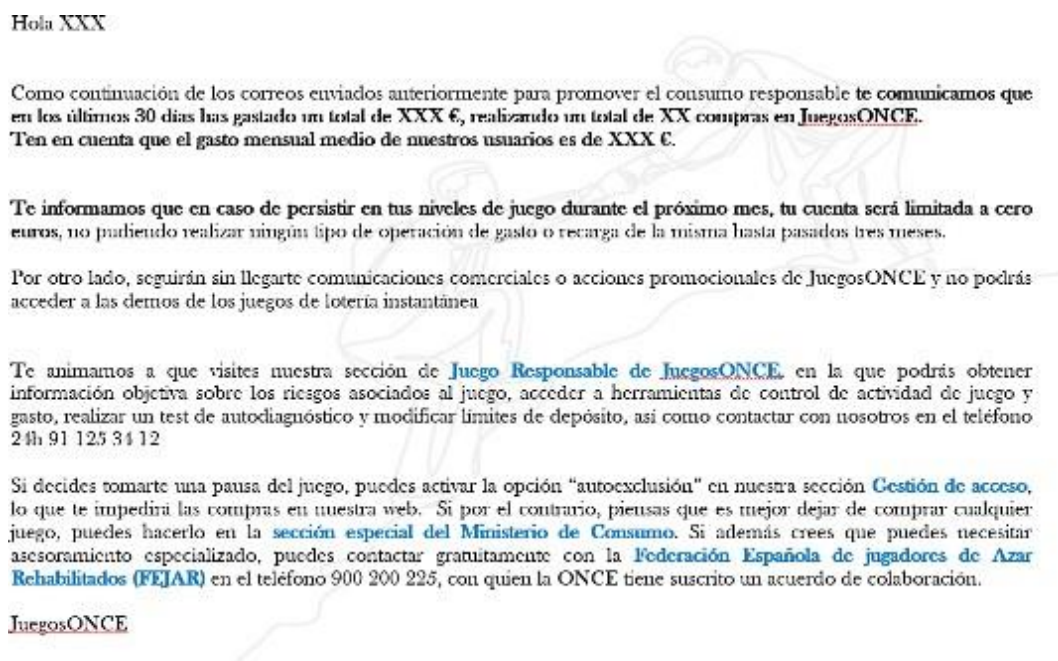 Hola XXX
Como continuación de los correos enviados anteriormente para promover el consumo responsable te comunicamos que
en los últimos 30 días has gastado un total de XXX €, realizando un total de XX compras en JuegosONCE.
Ten en cuenta que el gasto mensual medio de nuestros usuarios es de XXX €.
Te informamos que en caso de persistir en tus niveles de juego durante el próximo mes, tu cuenta será limitada a cero
euros, no pudiendo realizar ningún tipo de operación de gasto o recarga de la misma hasta pasados tres meses.
Por otro lado, seguirán sin llegarte comunicaciones comerciales o acciones promocionales de JuegosONCE y no podrás
acceder a las demos de los juegos de lotería instantánea
Te animamos a que visites nuestra sección de Juego Responsable de JuegosONCE, en la que podrás obtener
información objetiva sobre los riesgos asociados al juego, acceder a herramientas de control de actividad de juego y
gasto, realizar un test de autodiagnóstico y modificar límites de depósito, así como contactar con nosotros en el teléfono
24h 91 125 34 12
Si decides tomarte una pausa del juego, puedes activar la opción “autoexclusión” en nuestra sección Gestión de acceso,
lo que te impedirá las compras en nuestra web. Si por el contrario, piensas que es mejor dejar de comprar cualquier
juego, puedes hacerlo en la sección especial del Ministerio de Consumo. Si además crees que puedes necesitar
asesoramiento especializado, puedes contactar gratuitamente con la Federación Española de jugadores de Azar
Rehabilitados (FEJAR) en el teléfono 900 200 225, con quien la ONCE tiene suscrito un acuerdo de colaboración.
JuegosONCE